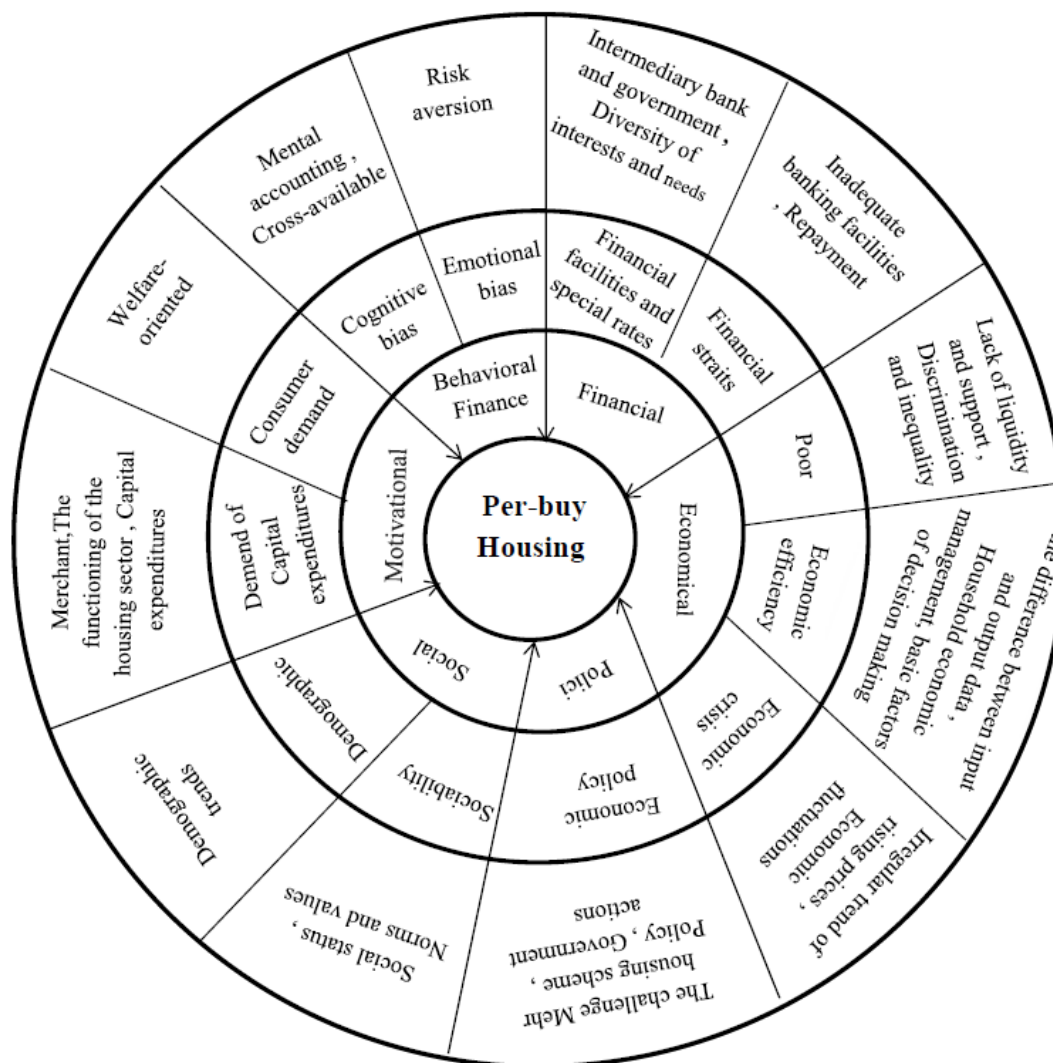 Per-buy
Housing
Behavioral
Finance
Financial
Economical
Polici
Social
Motivational
Emotional
bias
Financial
facilities and
special rates
Financial
straits
Poor
Economic
efficiency
Economic
crisis
Economic
policy
Sociability
Demographic
Demend of
Capital
expenditures
Consumer
demand
Cognitive
bias
Risk
aversion
Intermediary bank
and government ,
Diversity of
interests and needs
Inadequate
banking facilities
, Repayment
Lack of liquidity
and support ,
Discrimination
and inequality
difference between input
and output data ,
Household economic
management, basic factors
of decision making
Irregular trend of
rising prices ,
Economic
fluctuations
The challenge Mehr
housing scheme ,
Policy , Government
actions
Social status ,
Norms and values
Demographic
trends
Merchant,The
functioning of the
housing sector , Capital
expenditures
Welfare-
oriented
Mental
accounting ,
Cross-available